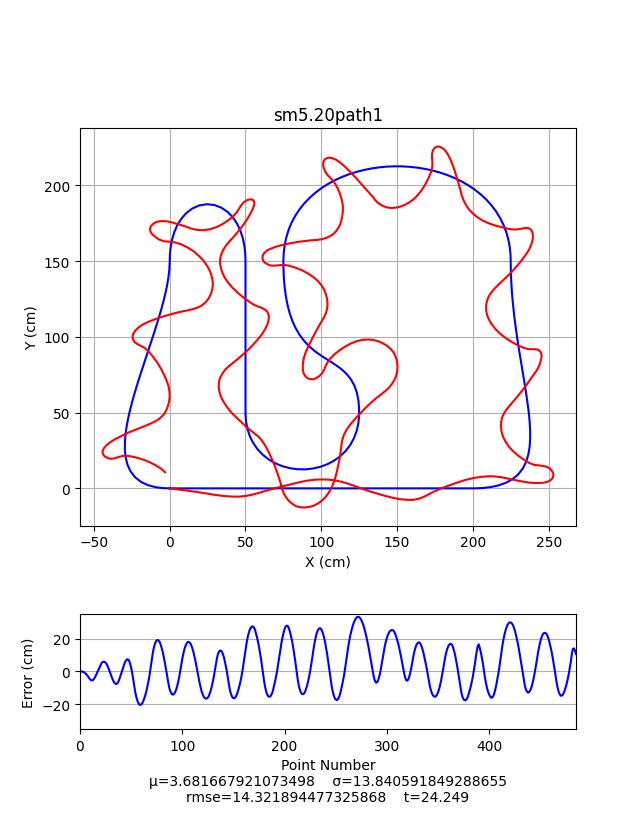 sm5.20path1
200
150
100
50
0
Y (cm)
−50 0 50 100 150 200 250
X (cm)
20
0
−20
Error (cm)
0 100 200 300 400
Point Number
μ=3.681667921073498 σ=13.840591849288655
rmse=14.321894477325868 t=24.249